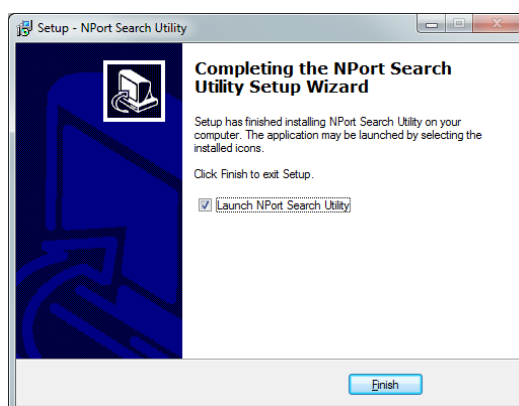 Setup - NPort Search Utility
Completing the NPort Search
Utility Setup Wizard
Setup has finished installing NPort Search Utility on your
computer. The application may be launched by selecting the
installed icons.
Click Finish to exit Setup.
Launch NPort Search Utility
Finish